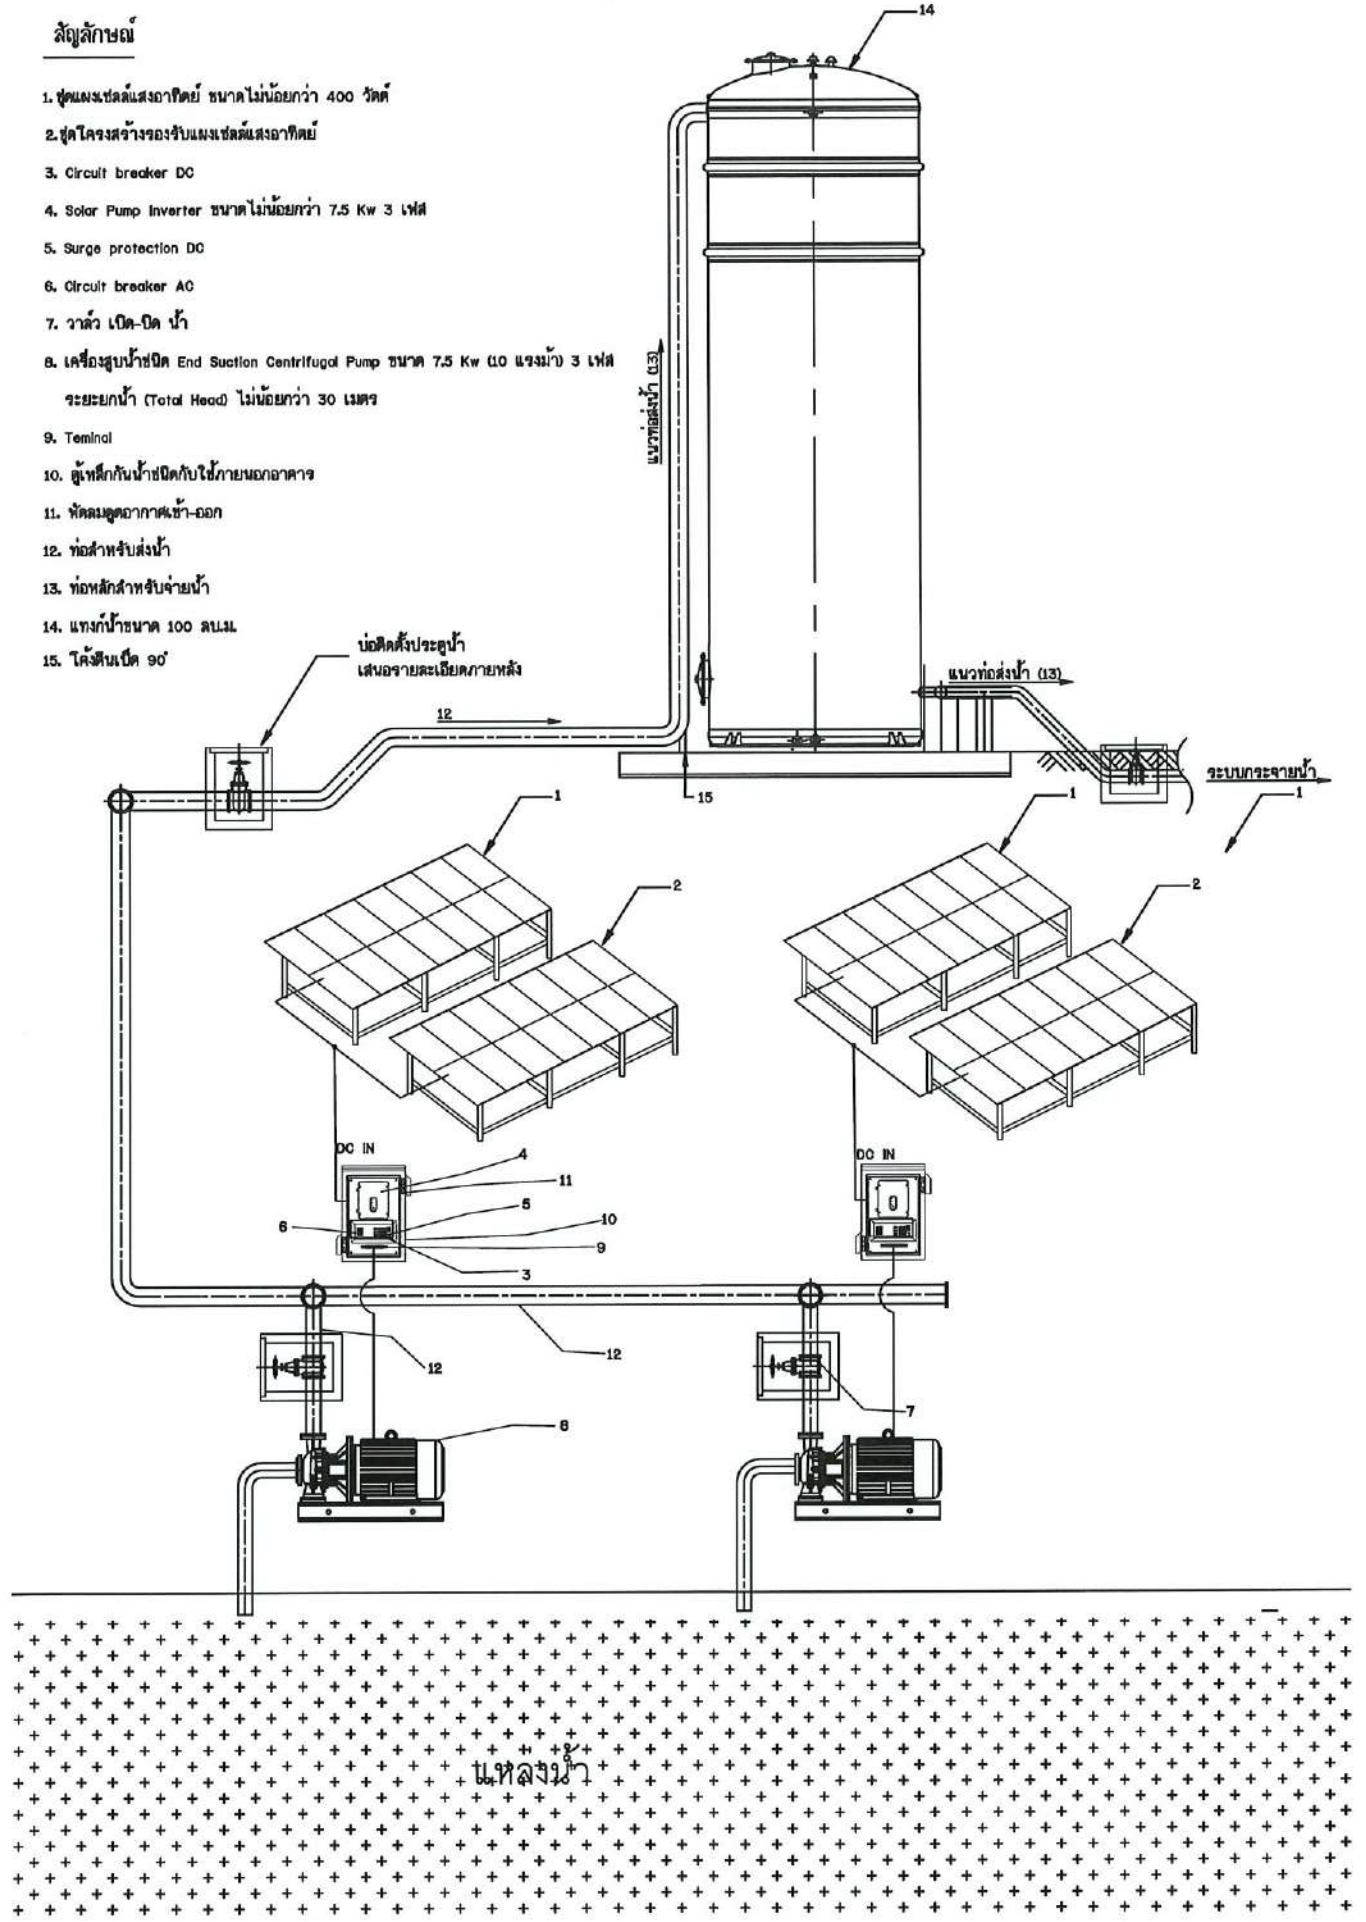 สัญลักษณ์
1. ชุดแผงเซลล์แสงอาทิตย์ ขนาดไม่น้อยกว่า 400 วัตต์
2. ชุดโครงสร้างรองรับแผงเซลล์แสงอาทิตย์
3. Circuit breaker DC
4. Solar Pump Inverter ขนาดไม่น้อยกว่า 7.5 Kw 3 เฟส
5. Surge protection DC
6. Circuit breaker AC
7. วาล์ว เปิด-ปิด น้ำ
8. เครื่องสูบน้ำชนิด End Suction Centrifugal Pump ขนาด 7.5 Kw (10 แรงม้า) 3 เฟส
ระยะยกน้ำ (Total Head) ไม่น้อยกว่า 30 เมตร
9. Teminal
10. ตู้เหล็กกันน้ำชนิดกับใช้ภายนอกอาคาร
11. พัดลมดูดอากาศเข้า-ออก
12. ท่อสำหรับส่งน้ำ
13. ท่อหลักสำหรับจ่ายน้ำ
14. แทงก์น้ำขนาด 100 ลบ.ม.
15. โค้งตีนเป็ด 90°
14
แนวท่อส่งน้ำ (13)
บ่อติดตั้งประตูน้ำ
เสนอรายละเอียดภายหลัง
แนวท่อส่งน้ำ (13)
12
ระบบกระจายน้ำ
15
1
1
1
2
2
DC IN
DC IN
4
11
5
6
10
9
3
12
12
7
8
แหล่งน้ำ